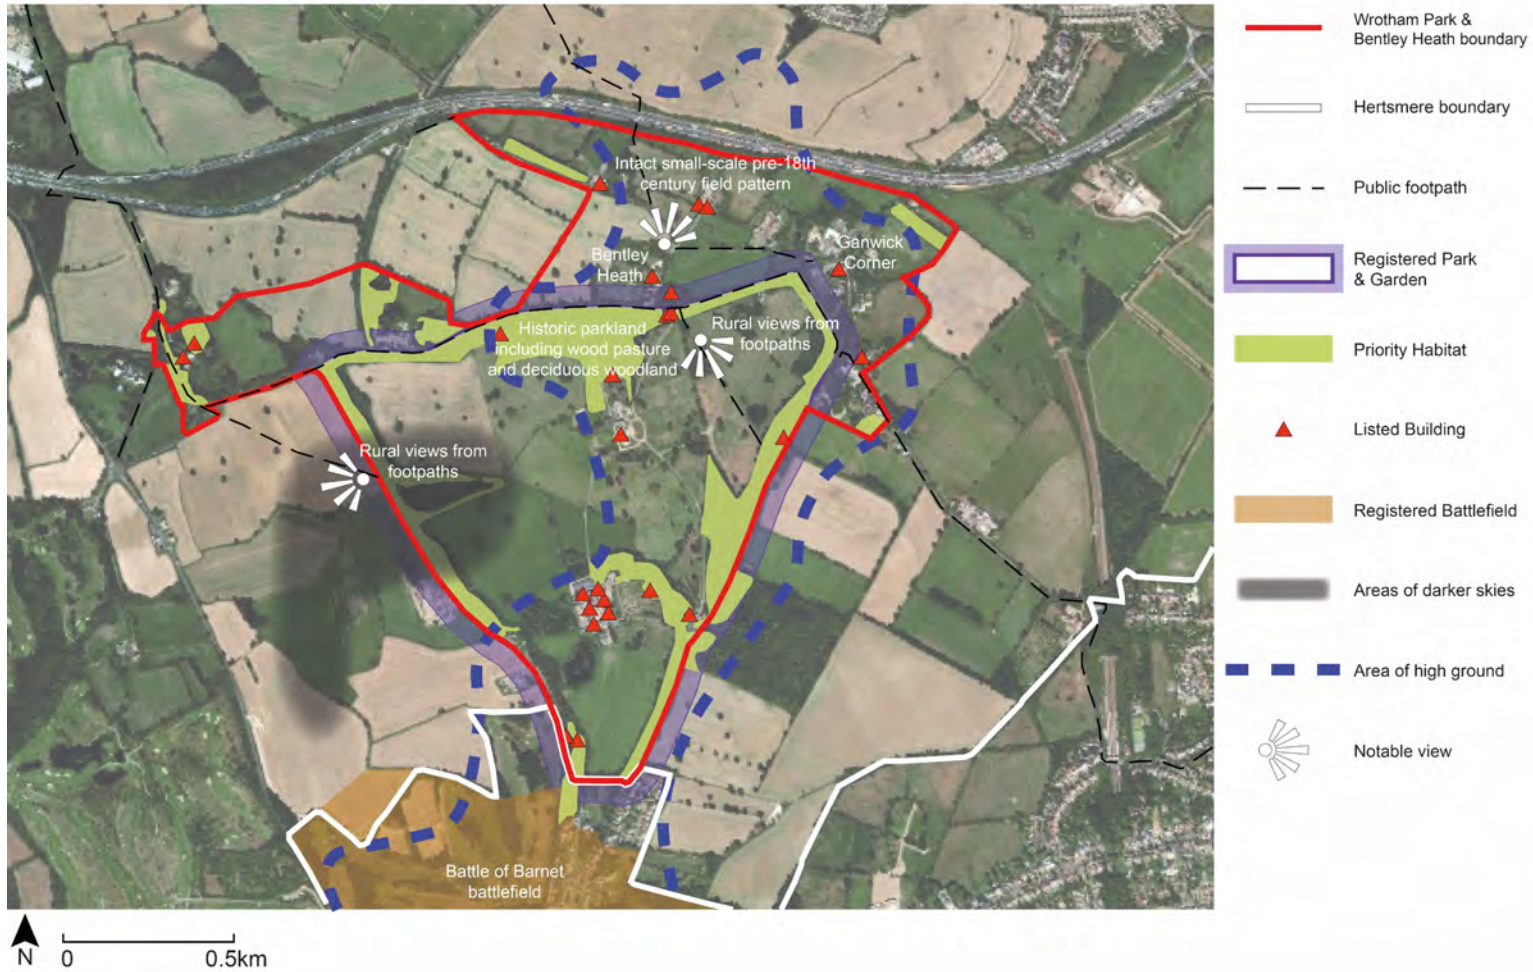 Intact small-scale pre-18th
century field pattern
Bentley
Heath
Ganwick
Corner
Historic parkland
including wood pasture
and deciduous woodland
Rural views from
footpaths
Rural views from
footpaths
Battle of Barnet
battlefield
N
0
0.5km
Wrotham Park &
Bentley Heath boundary
Hertsmere boundary
Public footpath
Registered Park
& Garden
Priority Habitat
Listed Building
Registered Battlefield
Areas of darker skies
Area of high ground
Notable view